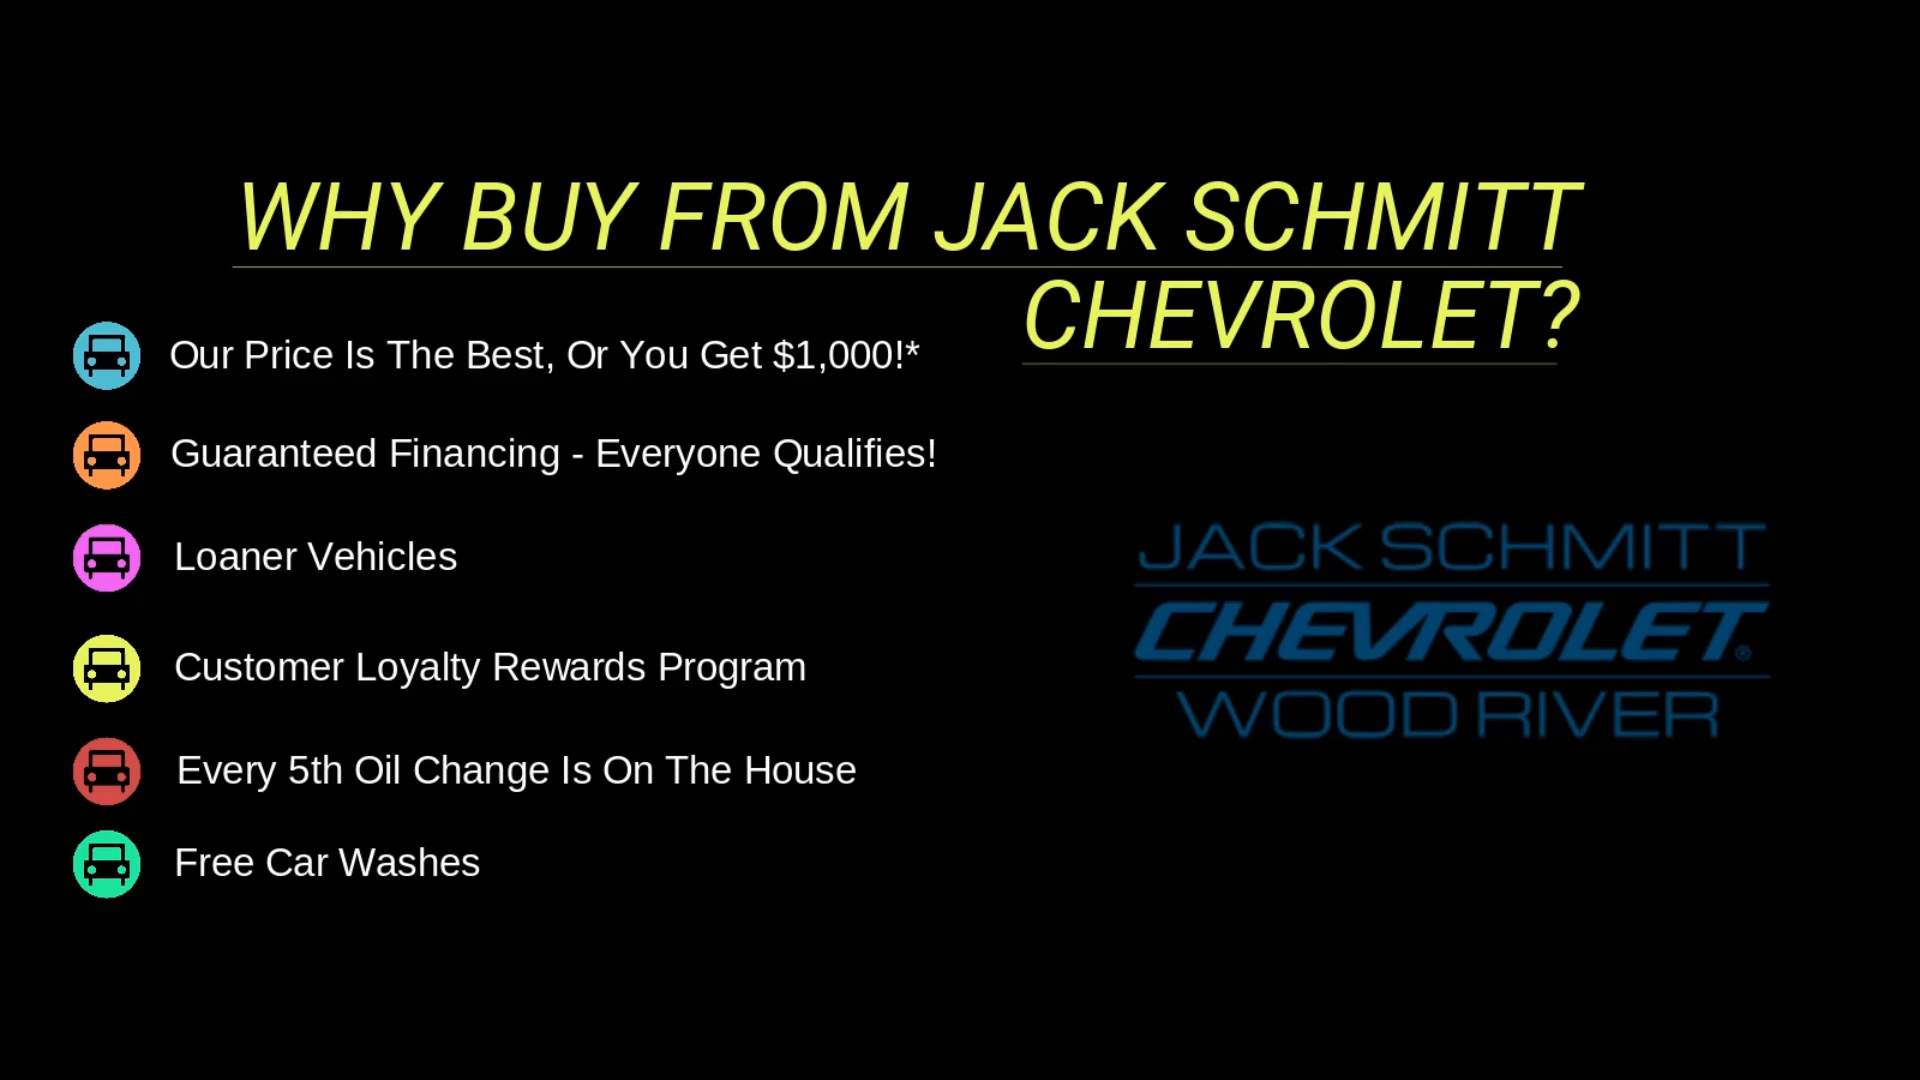 WHY BUY FROM JACK SCHMITT
CHEVROLET?
Our Price Is The Best, Or You Get $1,000!*
Guaranteed Financing - Everyone Qualifies!
Loaner Vehicles
Customer Loyalty Rewards Program
Every 5th Oil Change Is On The House
Free Car Washes
JACK SCHMITT
CHEVROLET®
WOOD RIVER